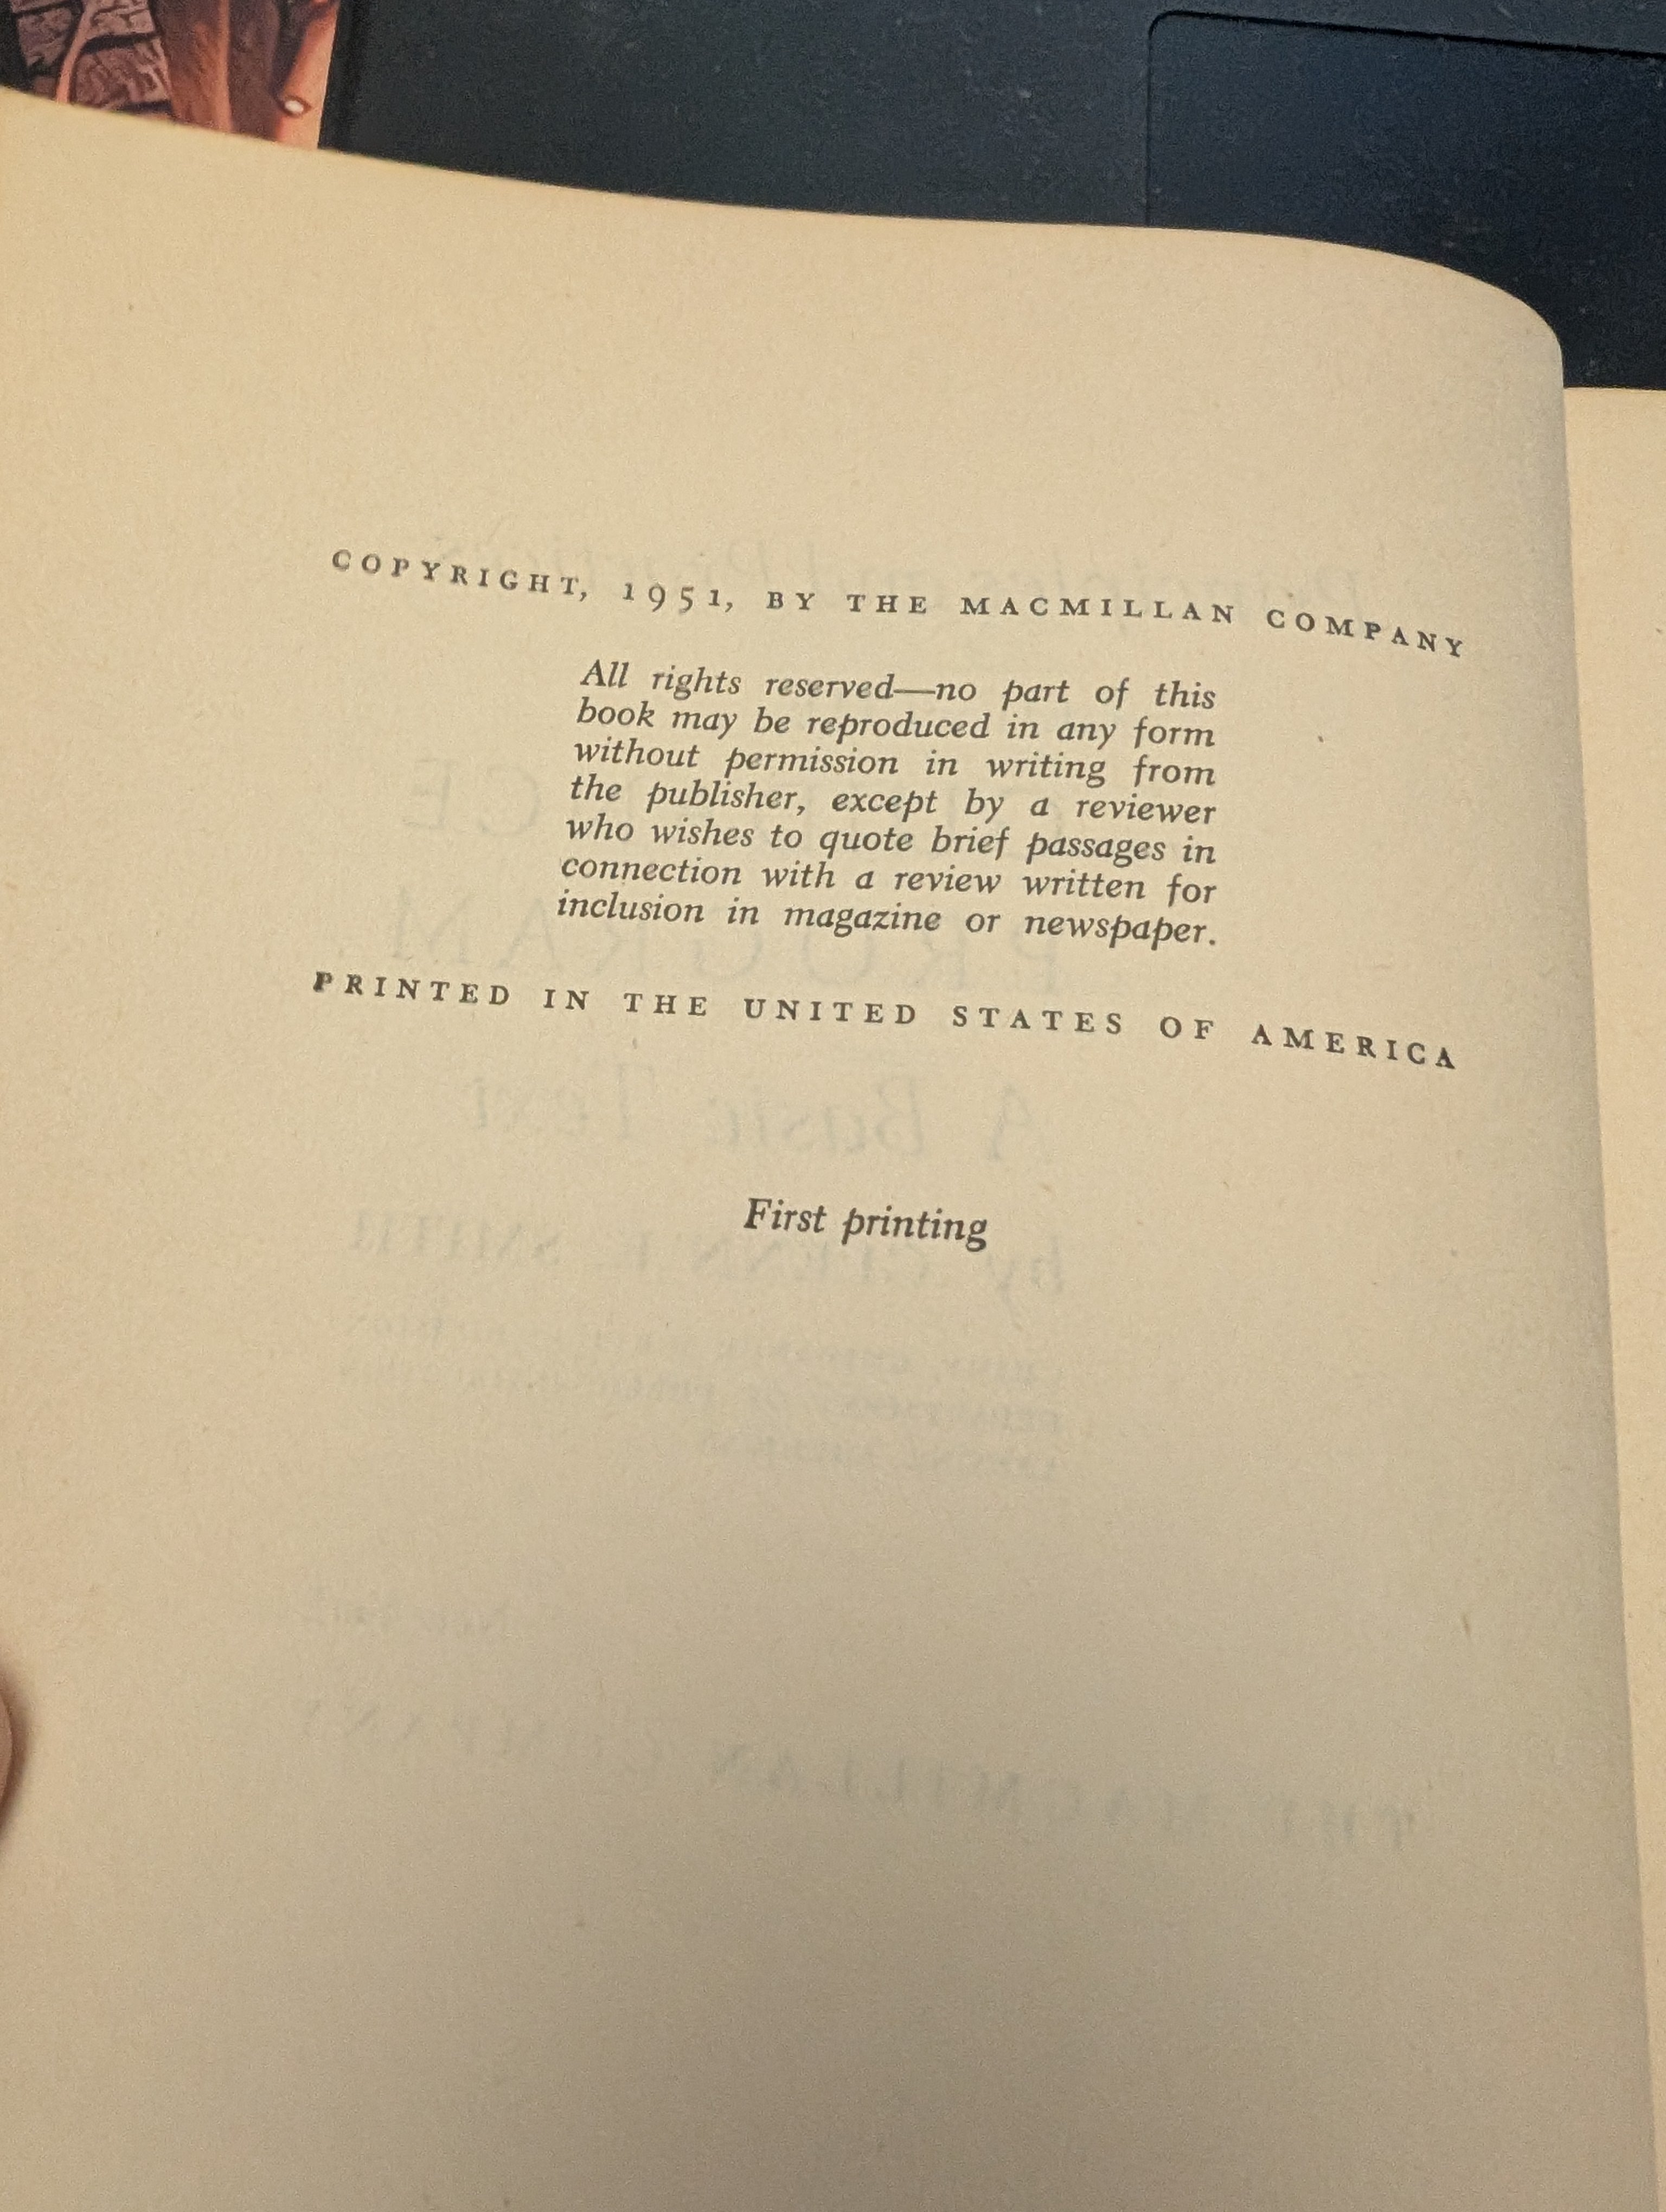 COPYRIGHT, 1951, BY THE MACMILLAN COMPANY
All rights reserved—no part of this
book may be reproduced in any form
without permission in writing from
the publisher, except by a reviewer
who wishes to quote brief passages in
connection with a review written for
inclusion in magazine or newspaper.
PRINTED IN THE UNITED STATES OF AMERICA
First printing